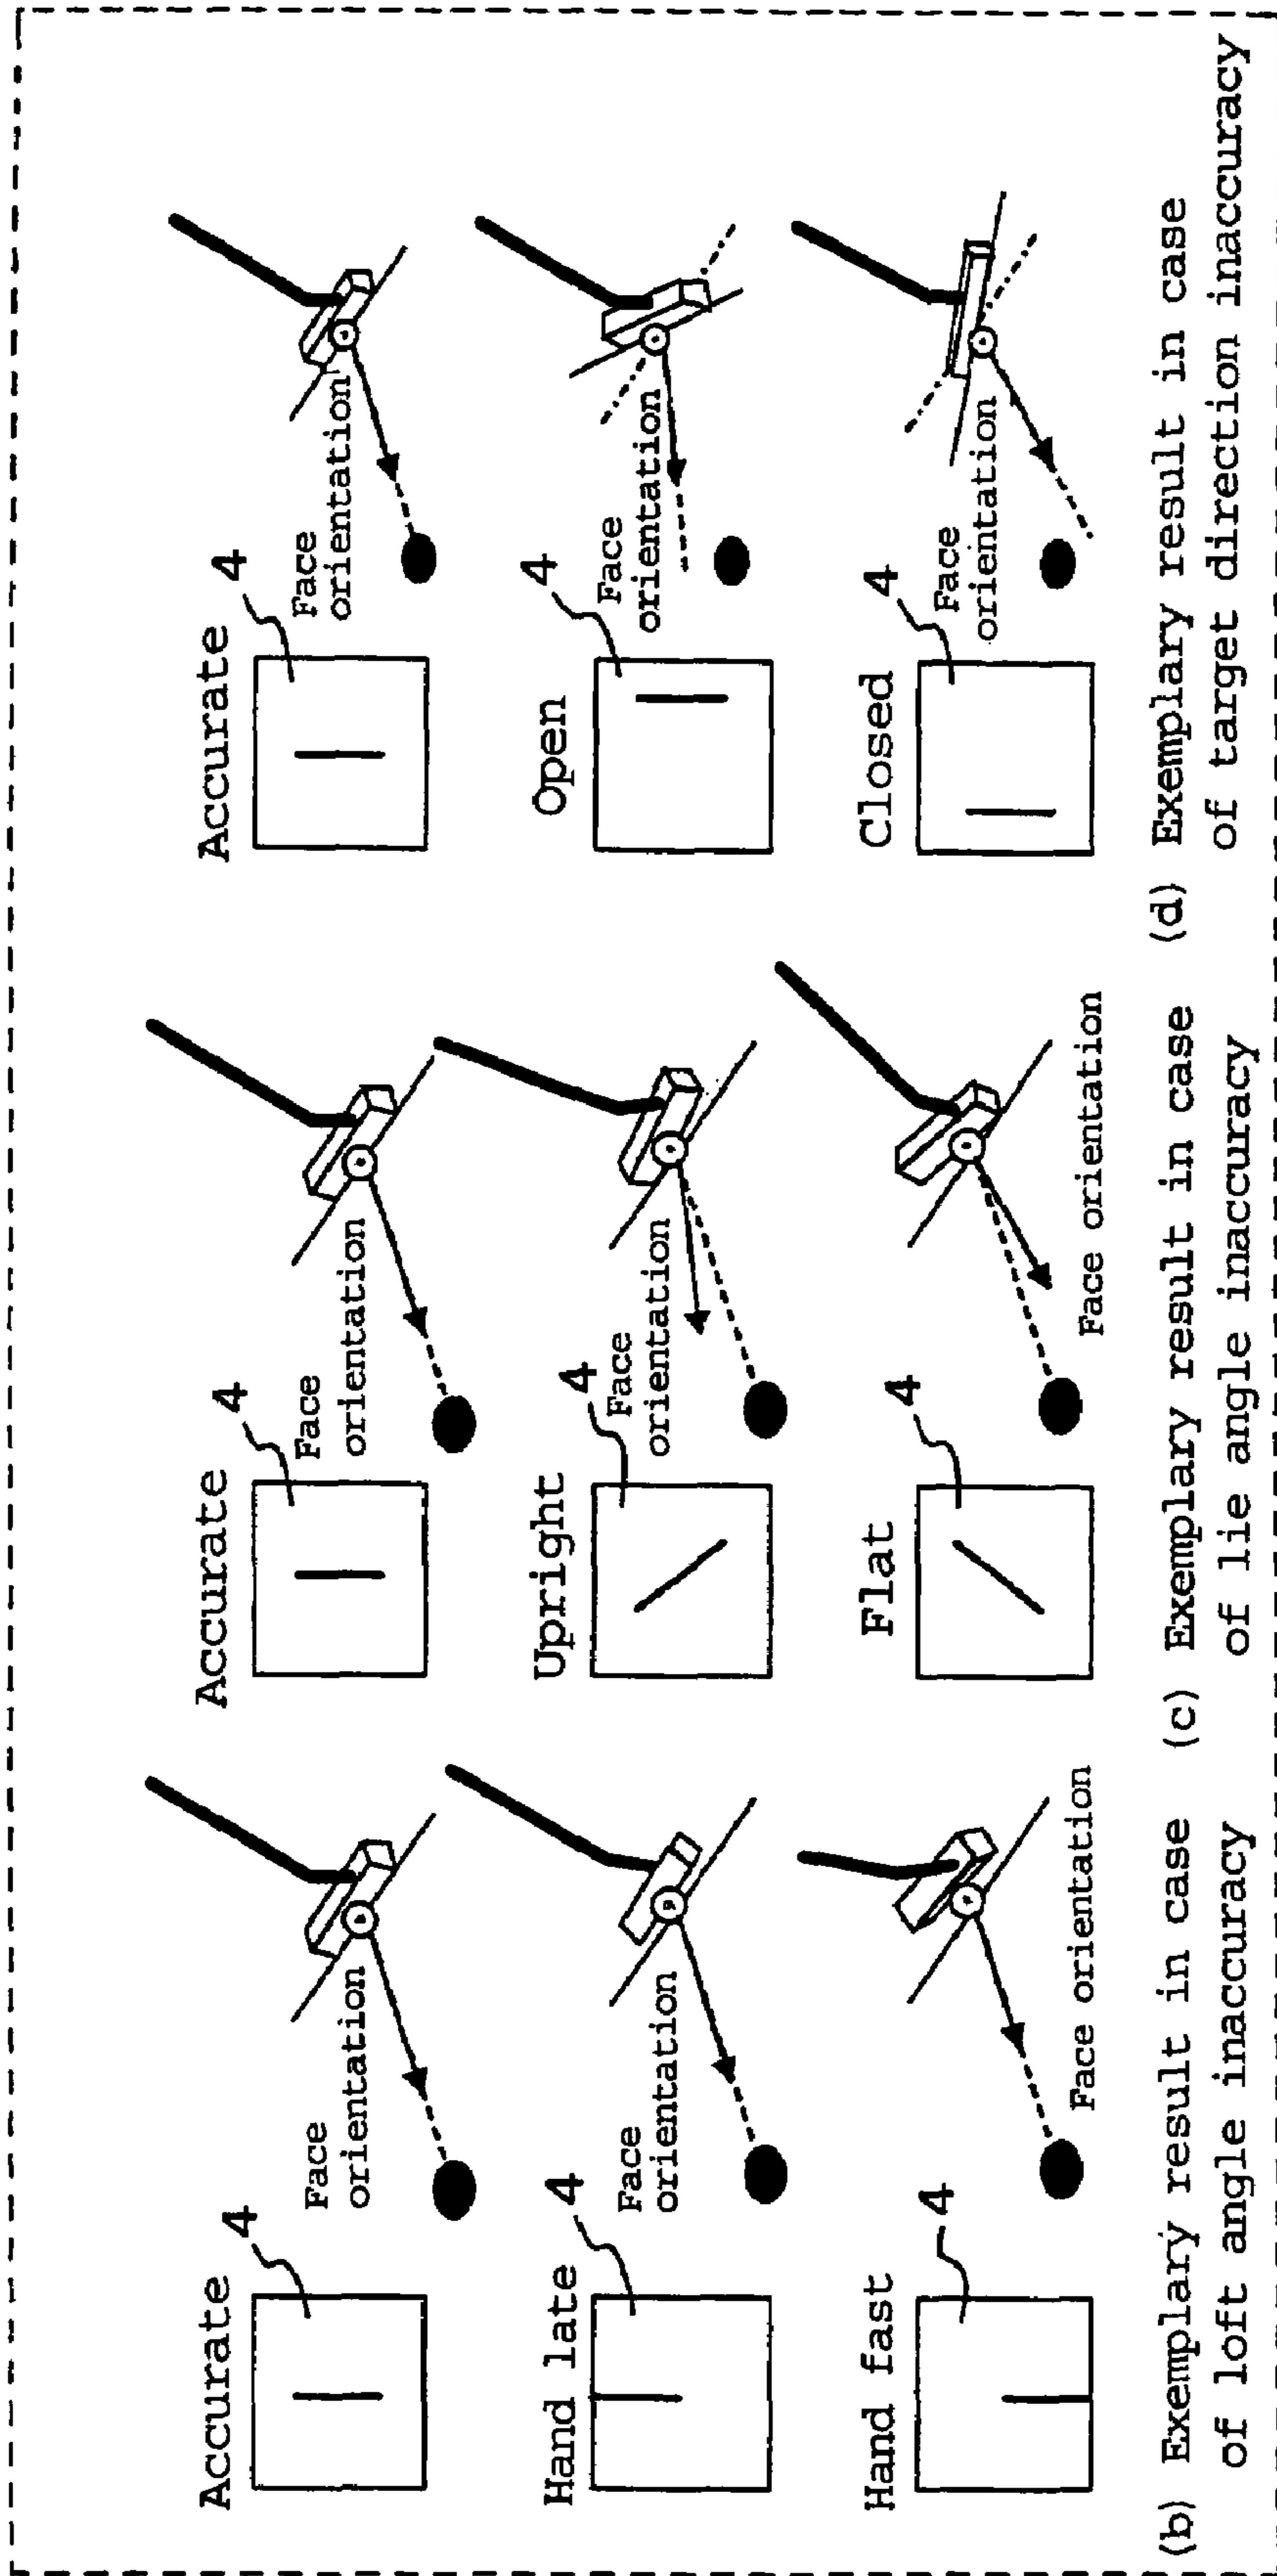 Accurate
4
Face
orientation
Hand late
4
Face
orientation
Hand fast
4
Face orientation
(b) Exemplary result in case
of loft angle inaccuracy
Accurate
4
Face
orientation
Upright
4
Face
orientation
Flat
4
Face orientation
(c) Exemplary result in case
of lie angle inaccuracy
Accurate
4
Face
orientation
Open
4
Face
orientation
Closed
4
Face
orientation
(d) Exemplary result in case
of target direction inaccuracy